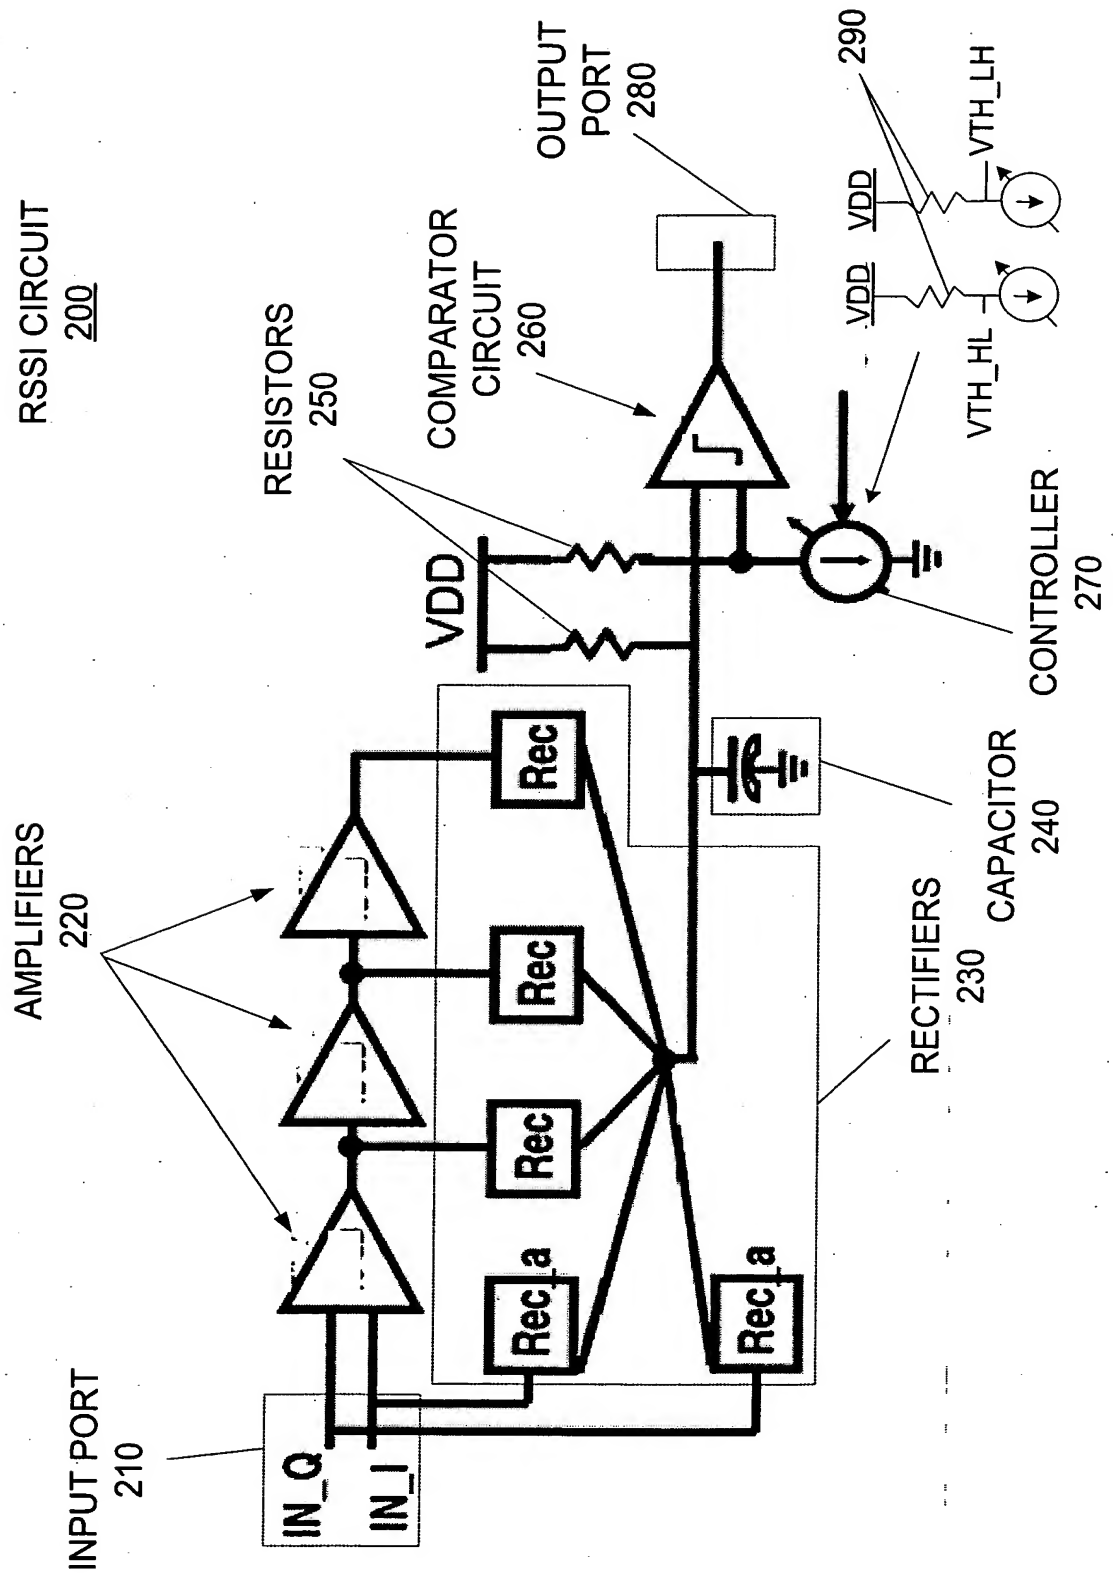 RSSI CIRCUIT
200
INPUT PORT
210
AMPLIFIERS
220
RESISTORS
250
COMPARATOR
CIRCUIT
260
OUTPUT
PORT
280
IN_Q
IN_I
VDD
Rec_a
Rec
Rec
Rec
Rec_a
RECTIFIERS
230
CAPACITOR
240
CONTROLLER
270
VDD
VTH_HL
VDD
VTH_LH
290